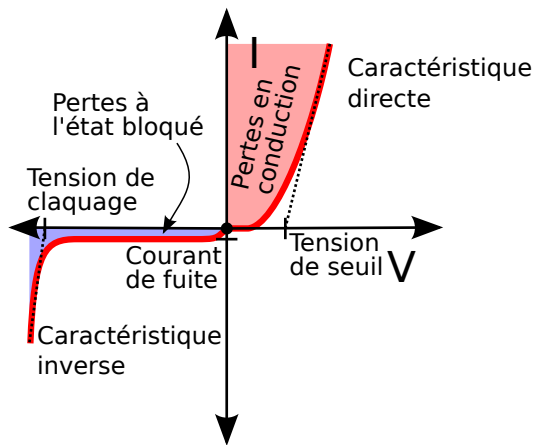 I
Caractéristique
directe
Pertes en
conduction
Pertes à
l'état bloqué
Tension de
claquage
Courant
de fuite
Tension
de seuil
V
Caractéristique
inverse